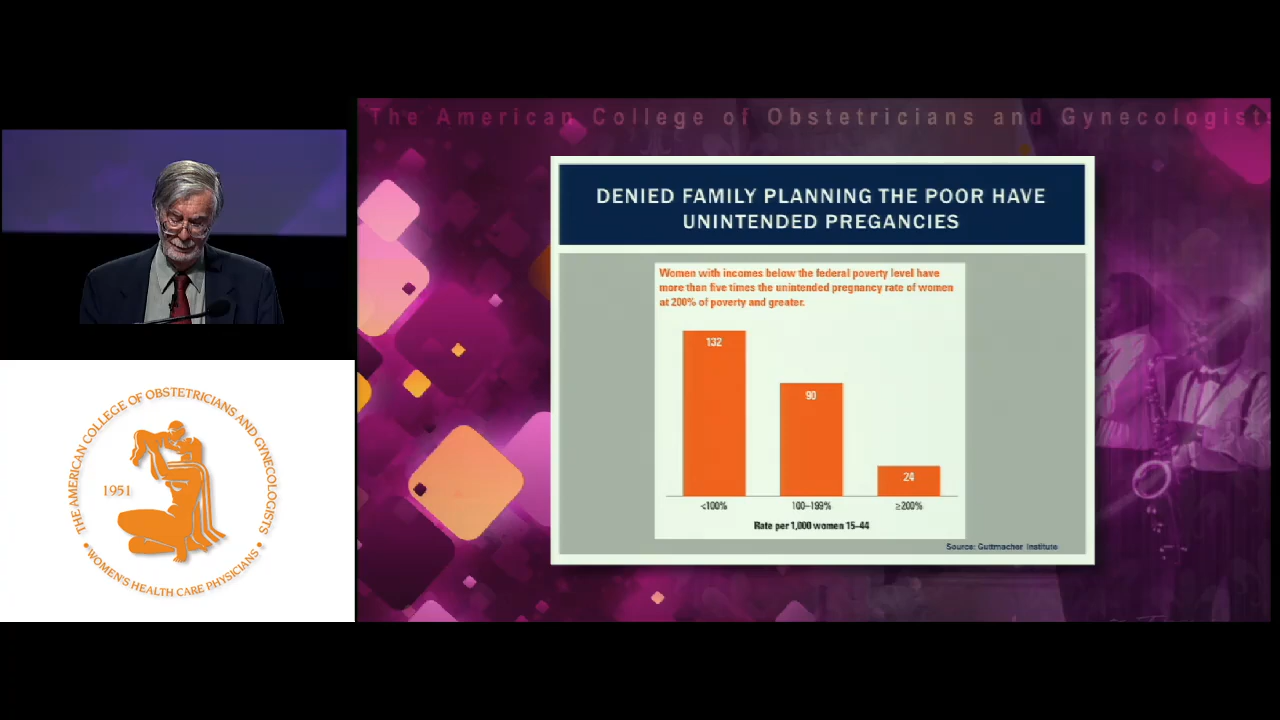 The American College of Obstetricians and Gynecologists
DENIED FAMILY PLANNING THE POOR HAVE
UNINTENDED PREGANCIES
Women with incomes below the federal poverty level have
more than five times the unintended pregnancy rate of women
at 200% of poverty and greater.
132
90
24
<100%
100–199%
≥200%
Rate per 1,000 women 15–44
Source: Guttmacher Institute
THE AMERICAN COLLEGE OF OBSTETRICIANS AND GYNECOLOGISTS
1951
• WOMEN'S HEALTH CARE PHYSICIANS •